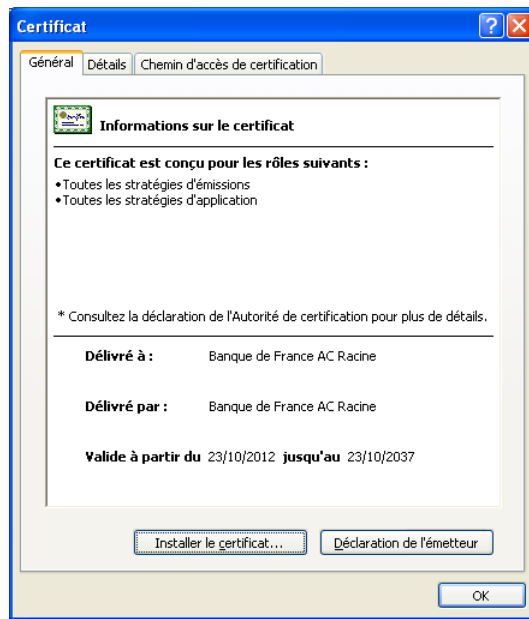 Certificat
Général Détails Chemin d'accès de certification
Informations sur le certificat
Ce certificat est conçu pour les rôles suivants :
•Toutes les stratégies d'émissions
•Toutes les stratégies d'application
* Consultez la déclaration de l'Autorité de certification pour plus de détails.
Délivré à : Banque de France AC Racine
Délivré par : Banque de France AC Racine
Valide à partir du 23/10/2012 jusqu'au 23/10/2037
Installer le certificat... Déclaration de l'émetteur
OK